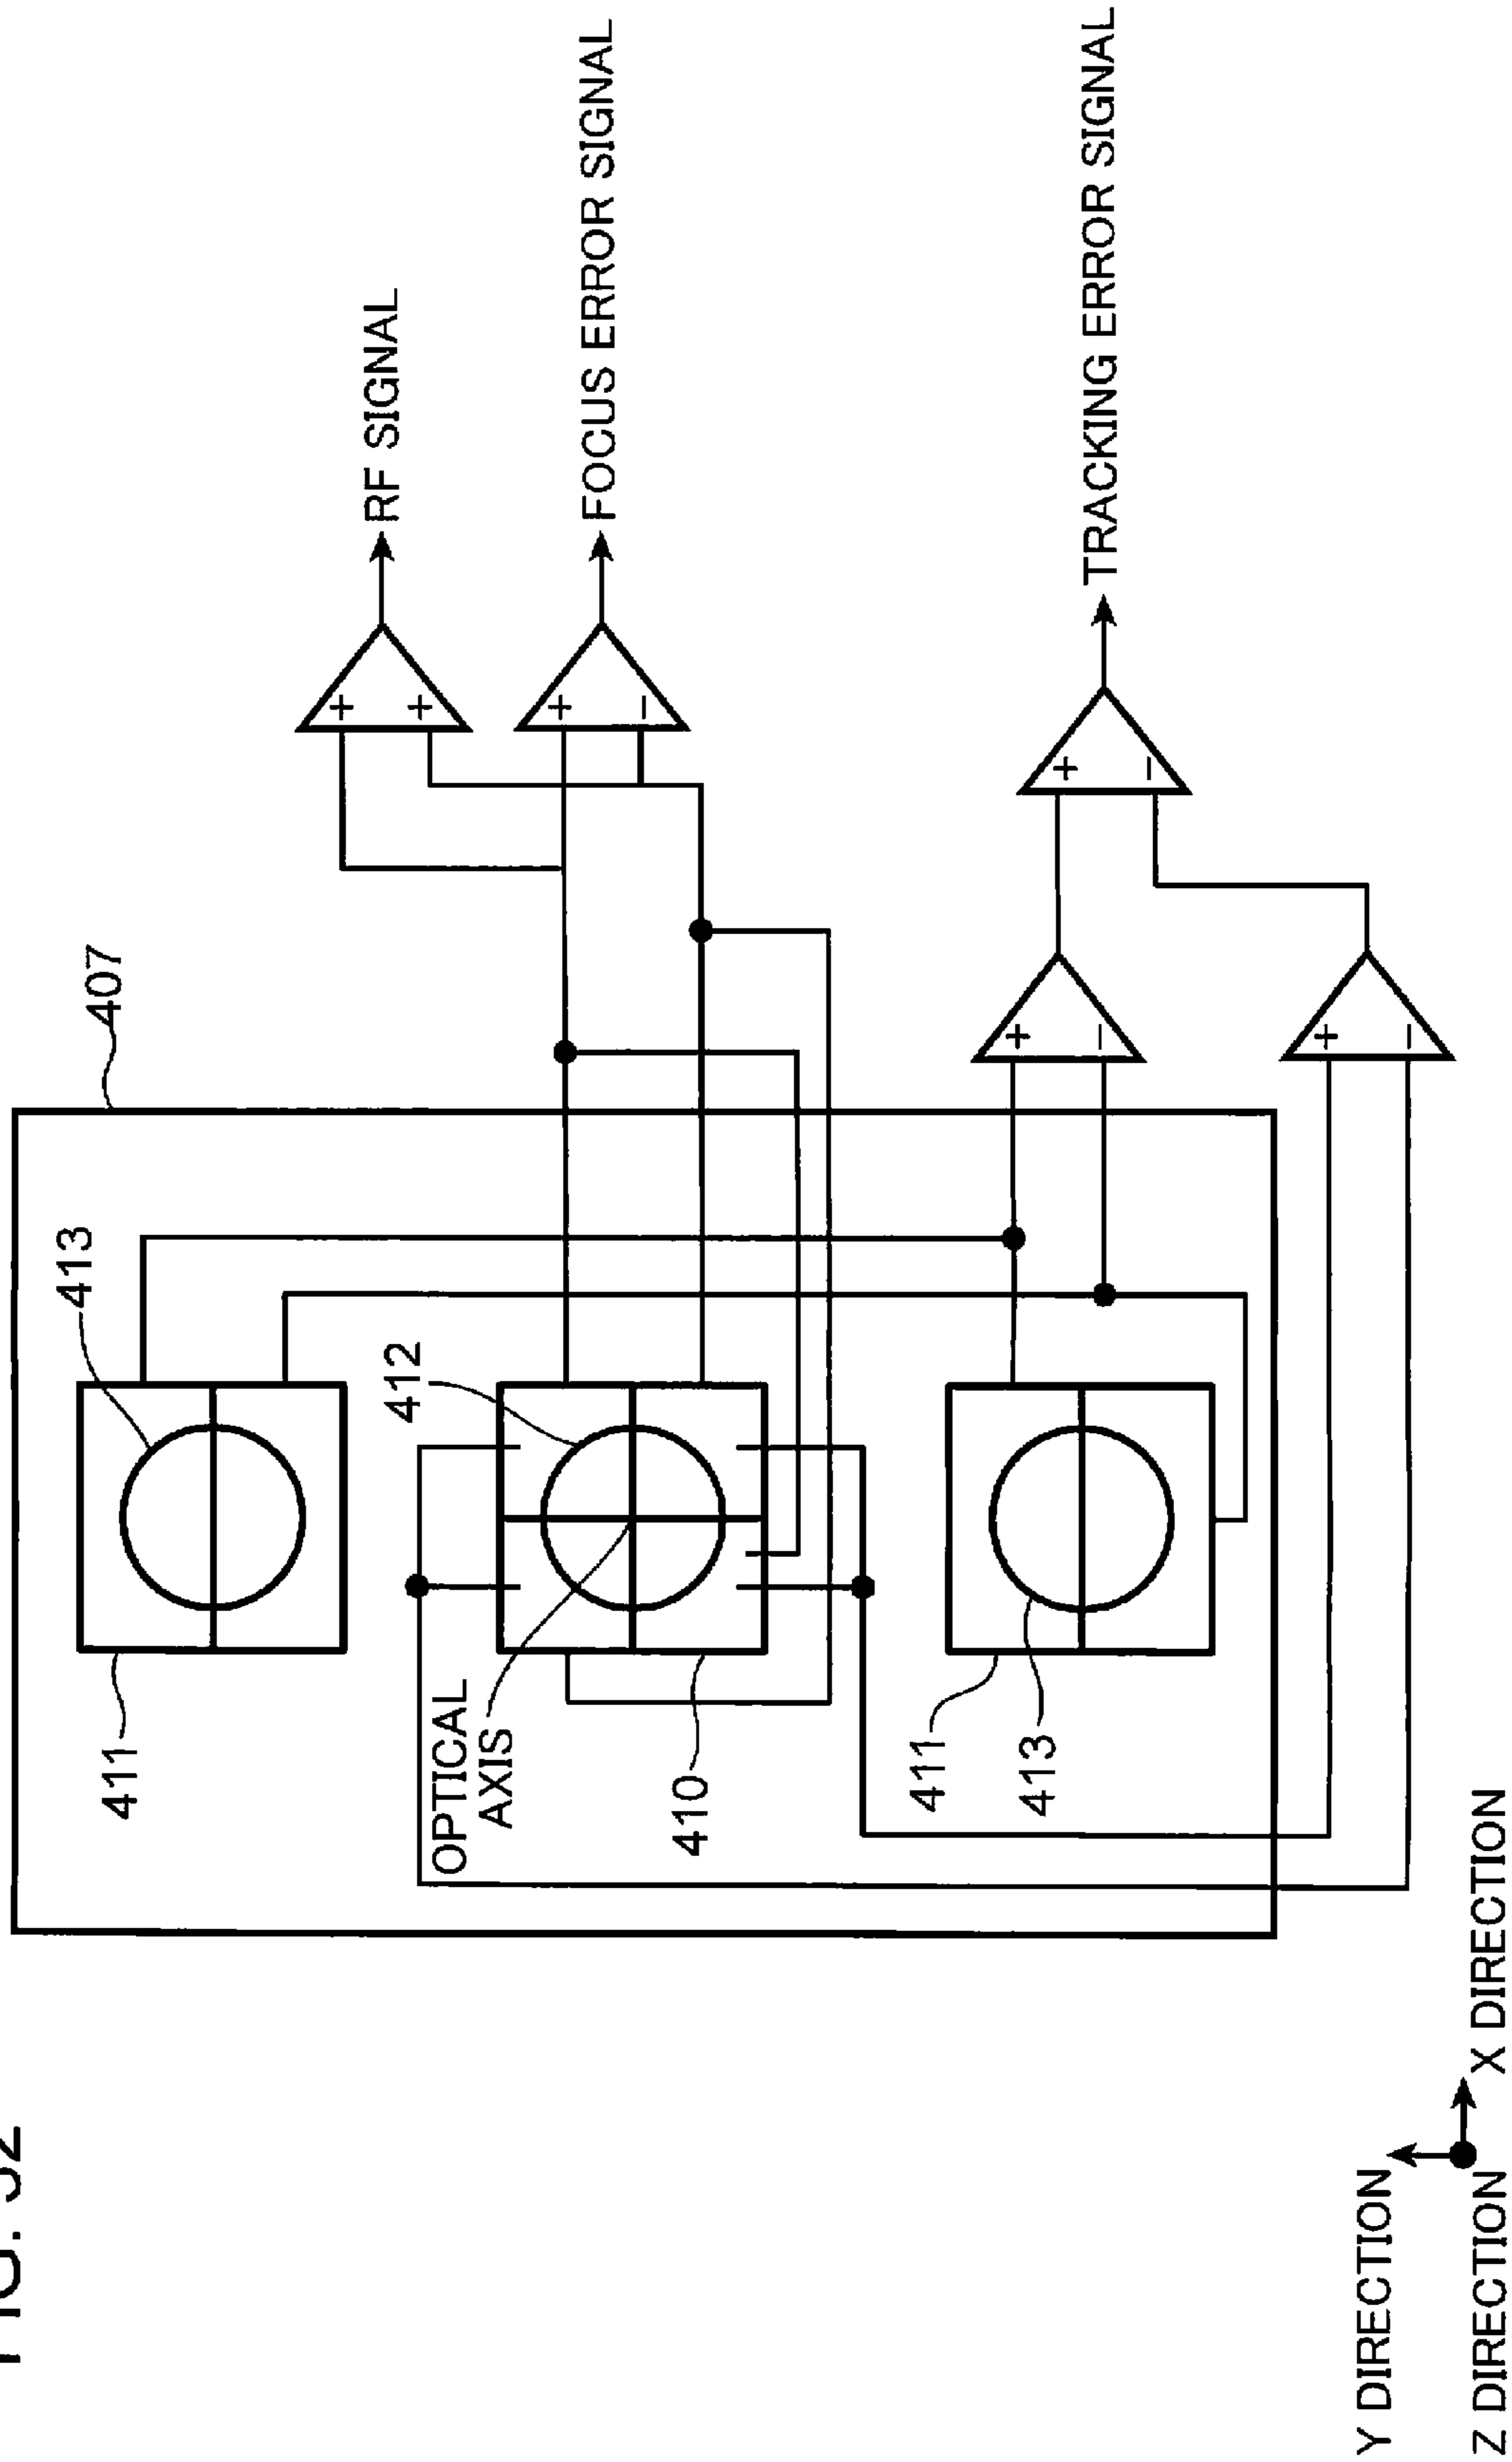 FIG. 32
407
413
411
412
OPTICAL
AXIS
410
411
413
RF SIGNAL
FOCUS ERROR SIGNAL
TRACKING ERROR SIGNAL
+
+
+
−
+
−
+
−
+
−
Y DIRECTION
Z DIRECTION
X DIRECTION